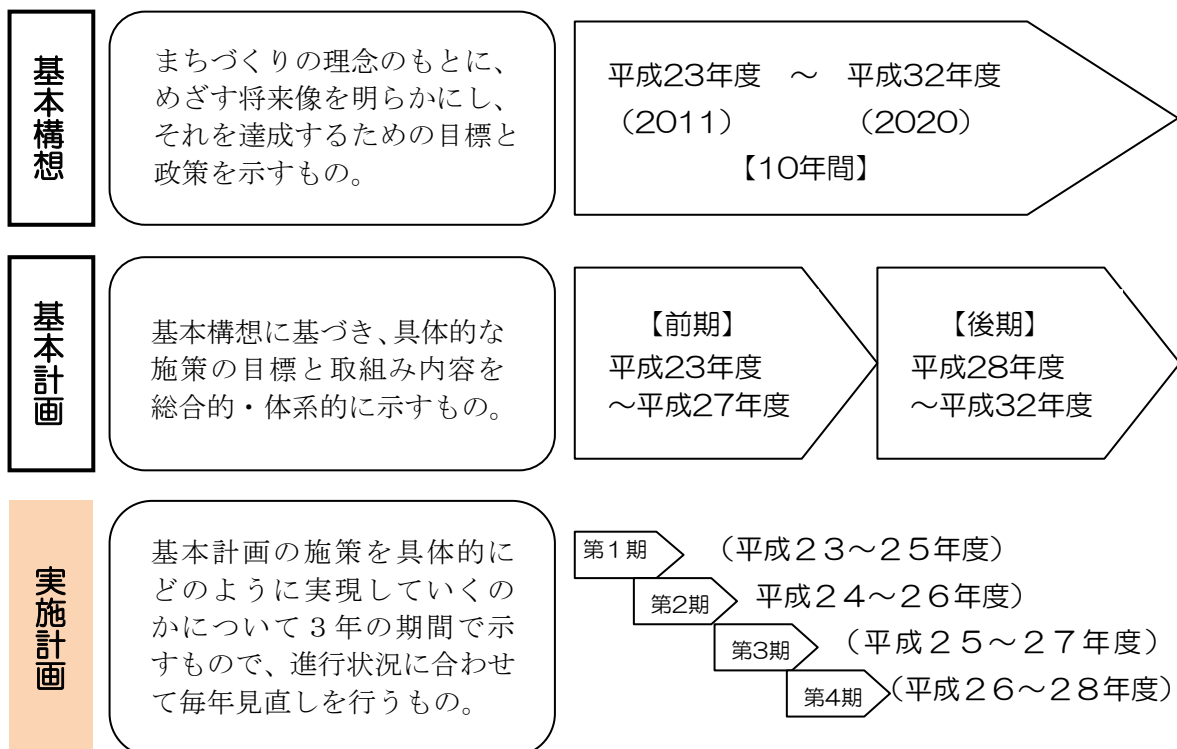 基本構想
まちづくりの理念のもとに、
めざす将来像を明らかにし、
それを達成するための目標と
政策を示すもの。
平成23年度　～　平成32年度
（2011）　　　（2020）
【10年間】
基本計画
基本構想に基づき、具体的な
施策の目標と取組み内容を
総合的・体系的に示すもの。
【前期】
平成23年度
～平成27年度
【後期】
平成28年度
～平成32年度
実施計画
基本計画の施策を具体的に
どのように実現していくの
かについて３年の期間で示
すもので、進行状況に合わせ
て毎年見直しを行うもの。
第１期　（平成２３～２５年度）
第2期　平成２４～２６年度）
第3期　（平成２５～２７年度）
第4期　（平成２６～２８年度）